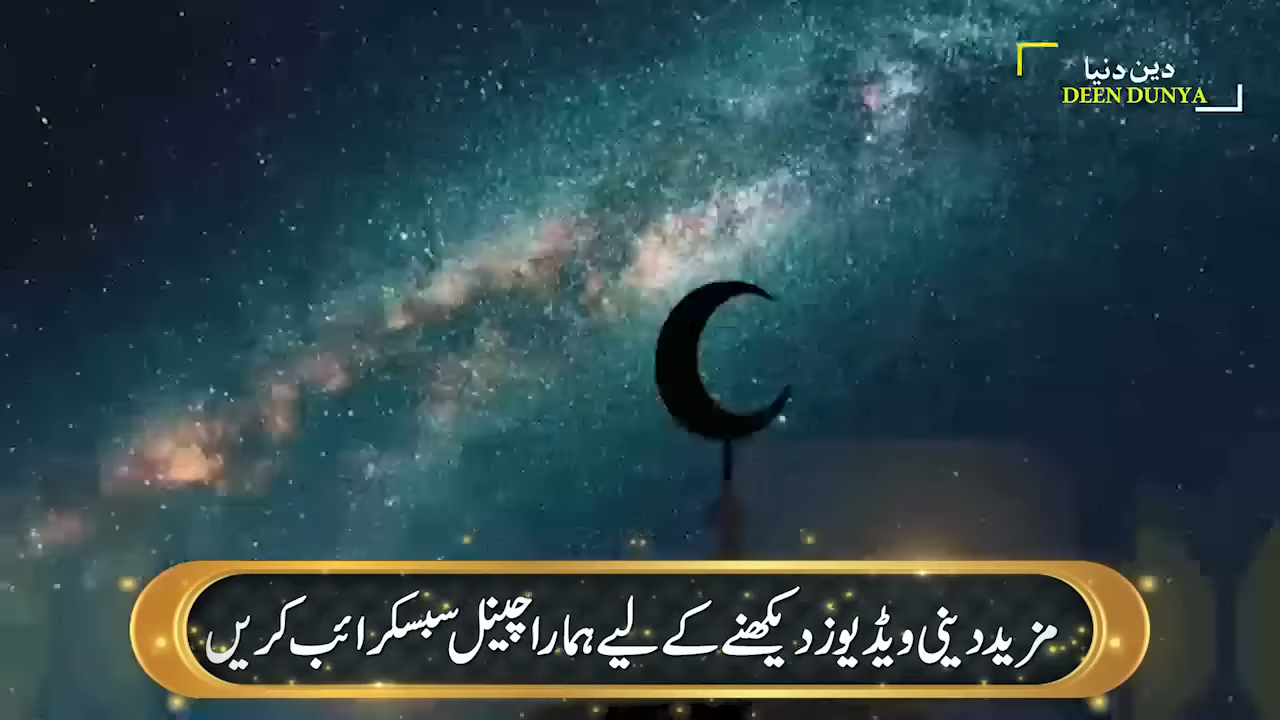 دین دنیا
DEEN DUNYA
مزید دینی ویڈیوز دیکھنے کے لیے ہمارا چینل سبسکرائب کریں